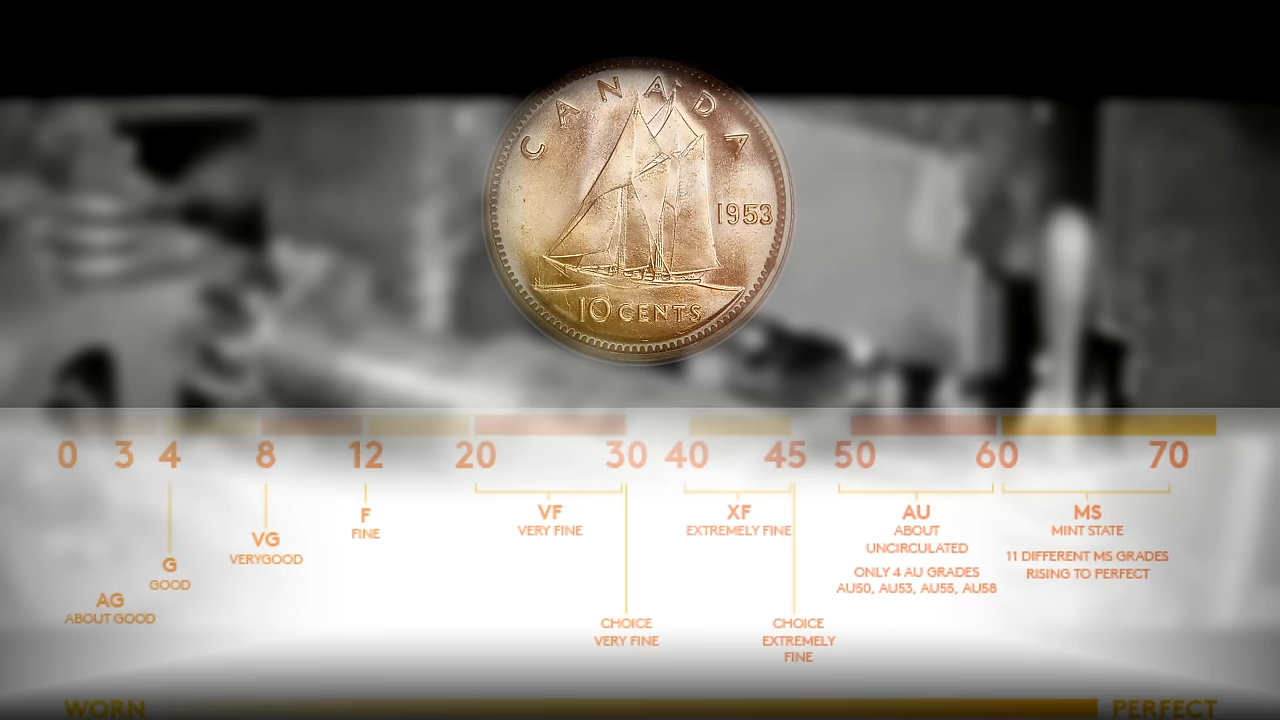 CANADA
1953
10 CENTS
0 3 4 8 12 20 30 40 45 50 60 70
F
FINE
VF
VERY FINE
XF
EXTREMELY FINE
AU
ABOUT
UNCIRCULATED
ONLY 4 AU GRADES
AU50, AU53, AU55, AU58
MS
MINT STATE
11 DIFFERENT MS GRADES
RISING TO PERFECT
VG
VERYGOOD
G
GOOD
AG
ABOUT GOOD
CHOICE
VERY FINE
CHOICE
EXTREMELY
FINE
WORN
PERFECT